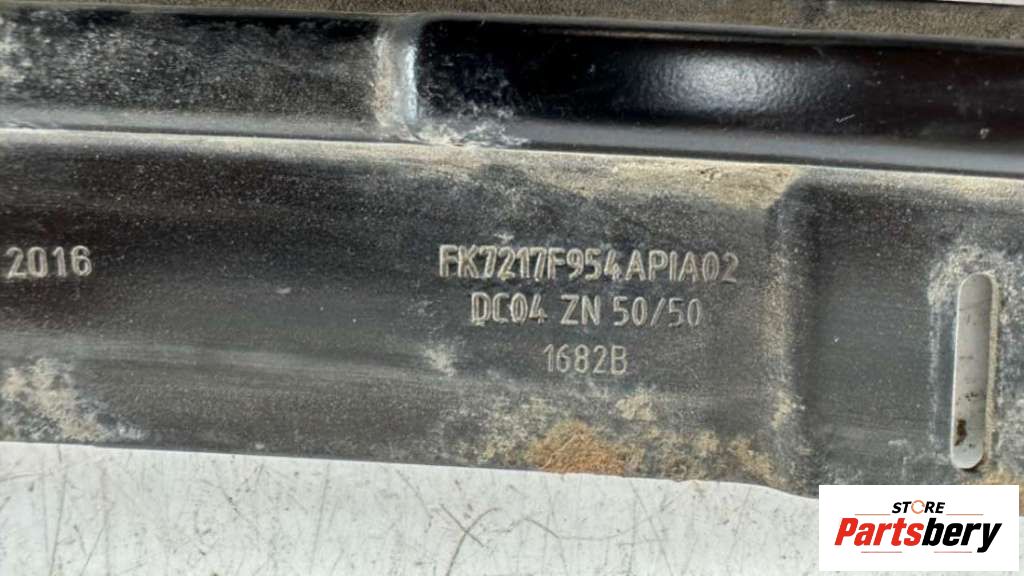 2016
FK7217F954APIA02
DC04 ZN 50/50
1682B
STORE
Partsbery